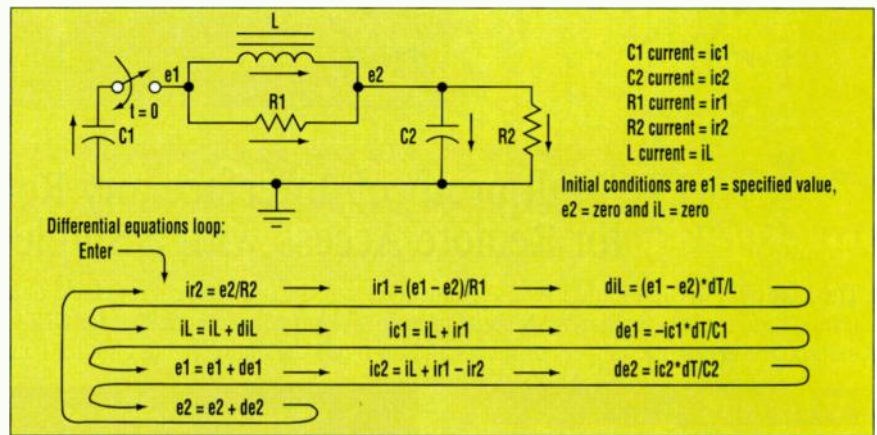 L
e1
e2
R1
t = 0
C1
C2
R2
C1 current = ic1
C2 current = ic2
R1 current = ir1
R2 current = ir2
L current = iL
Initial conditions are e1 = specified value,
e2 = zero and iL = zero
Differential equations loop:
Enter
ir2 = e2/R2
ir1 = (e1 – e2)/R1
diL = (e1 – e2)*dT/L
iL = iL + diL
ic1 = iL + ir1
de1 = –ic1*dT/C1
e1 = e1 + de1
ic2 = iL + ir1 – ir2
de2 = ic2*dT/C2
e2 = e2 + de2